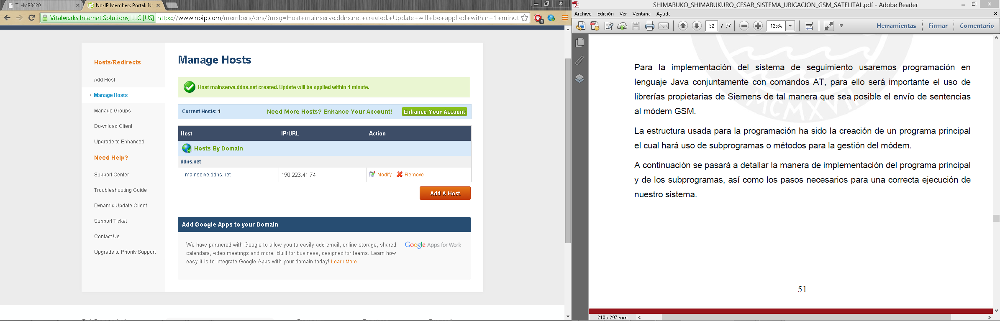 TL-MR3420
No-IP Members Portal: No
Vitalwerks Internet Solutions, LLC [US]
https://www.noip.com/members/dns/?msg=Host+mainserve.ddns.net+created.+Update+will+be+applied+within+1+minut
1
Hosts/Redirects
Add Host
Manage Hosts
Manage Groups
Download Client
Upgrade to Enhanced
Need Help?
Support Center
Troubleshooting Guide
Dynamic Update Client
Support Ticket
Contact Us
Upgrade to Priority Support
Manage Hosts
Host mainserve.ddns.net created. Update will be applied within 1 minute.
Current Hosts: 1
Need More Hosts? Enhance Your Account!
Enhance Your Account
Host IP/URL Action
Hosts By Domain
ddns.net
mainserve.ddns.net 190.223.41.74 Modify Remove
Add A Host
Add Google Apps to your Domain
We have partnered with Google to allow you to easily add email, online storage, shared
calendars, video meetings and more. Built for business, designed for teams. Learn how
easy it is to integrate Google Apps with your domain today! Learn More
Google Apps for Work
Get Connected Company Services Support
SHIMABUKO_SHIMABUKURO_CESAR_SISTEMA_UBICACION_GSM_SATELITAL.pdf - Adobe Reader
Archivo Edición Ver Ventana Ayuda
52 / 77
125%
Herramientas Firmar Comentario
Para la implementación del sistema de seguimiento usaremos programación en
lenguaje Java conjuntamente con comandos AT, para ello será importante el uso de
librerías propietarias de Siemens de tal manera que sea posible el envío de sentencias
al módem GSM.
La estructura usada para la programación ha sido la creación de un programa principal
el cual hará uso de subprogramas o métodos para la gestión del módem.
A continuación se pasará a detallar la manera de implementación del programa principal
y de los subprogramas, así como los pasos necesarios para una correcta ejecución de
nuestro sistema.
MCMXVII
51
210 x 297 mm